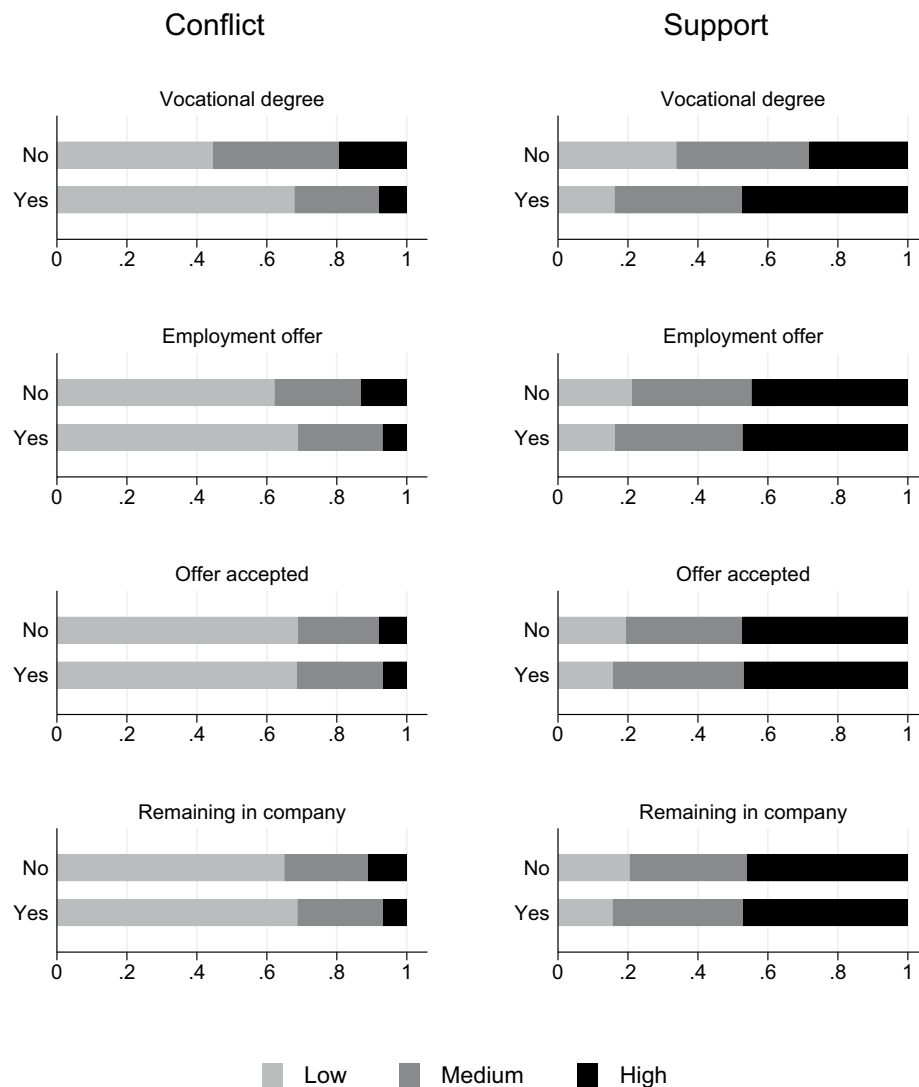 Conflict Support
Vocational degree Vocational degree
No No
Yes Yes
0 .2 .4 .6 .8 1 0 .2 .4 .6 .8 1
Employment offer Employment offer
No No
Yes Yes
0 .2 .4 .6 .8 1 0 .2 .4 .6 .8 1
Offer accepted Offer accepted
No No
Yes Yes
0 .2 .4 .6 .8 1 0 .2 .4 .6 .8 1
Remaining in company Remaining in company
No No
Yes Yes
0 .2 .4 .6 .8 1 0 .2 .4 .6 .8 1
Low Medium High